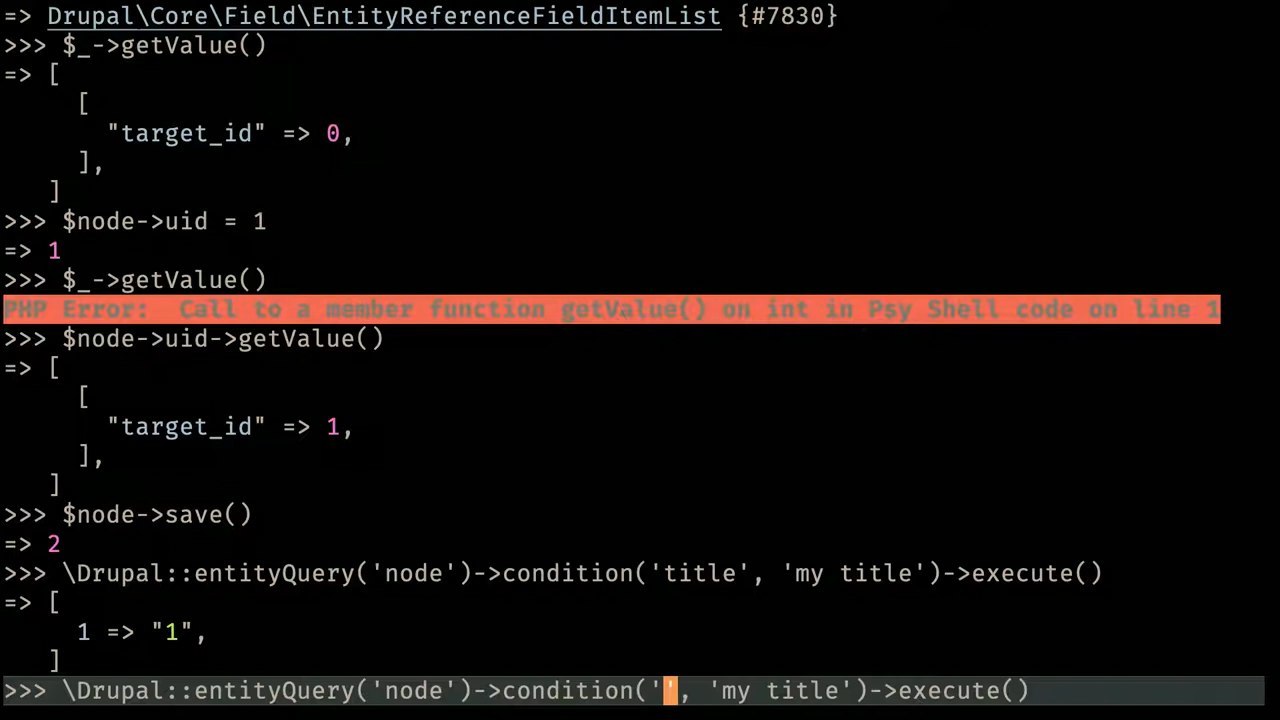 => Drupal\Core\Field\EntityReferenceFieldItemList {#7830}
>>> $_->getValue()
=> [
[
"target_id" => 0,
],
]
>>> $node->uid = 1
=> 1
>>> $_->getValue()
PHP Error:  Call to a member function getValue() on int in Psy Shell code on line 1
>>> $node->uid->getValue()
=> [
[
"target_id" => 1,
],
]
>>> $node->save()
=> 2
>>> \Drupal::entityQuery('node')->condition('title', 'my title')->execute()
=> [
1 => "1",
]
>>> \Drupal::entityQuery('node')->condition('', 'my title')->execute()